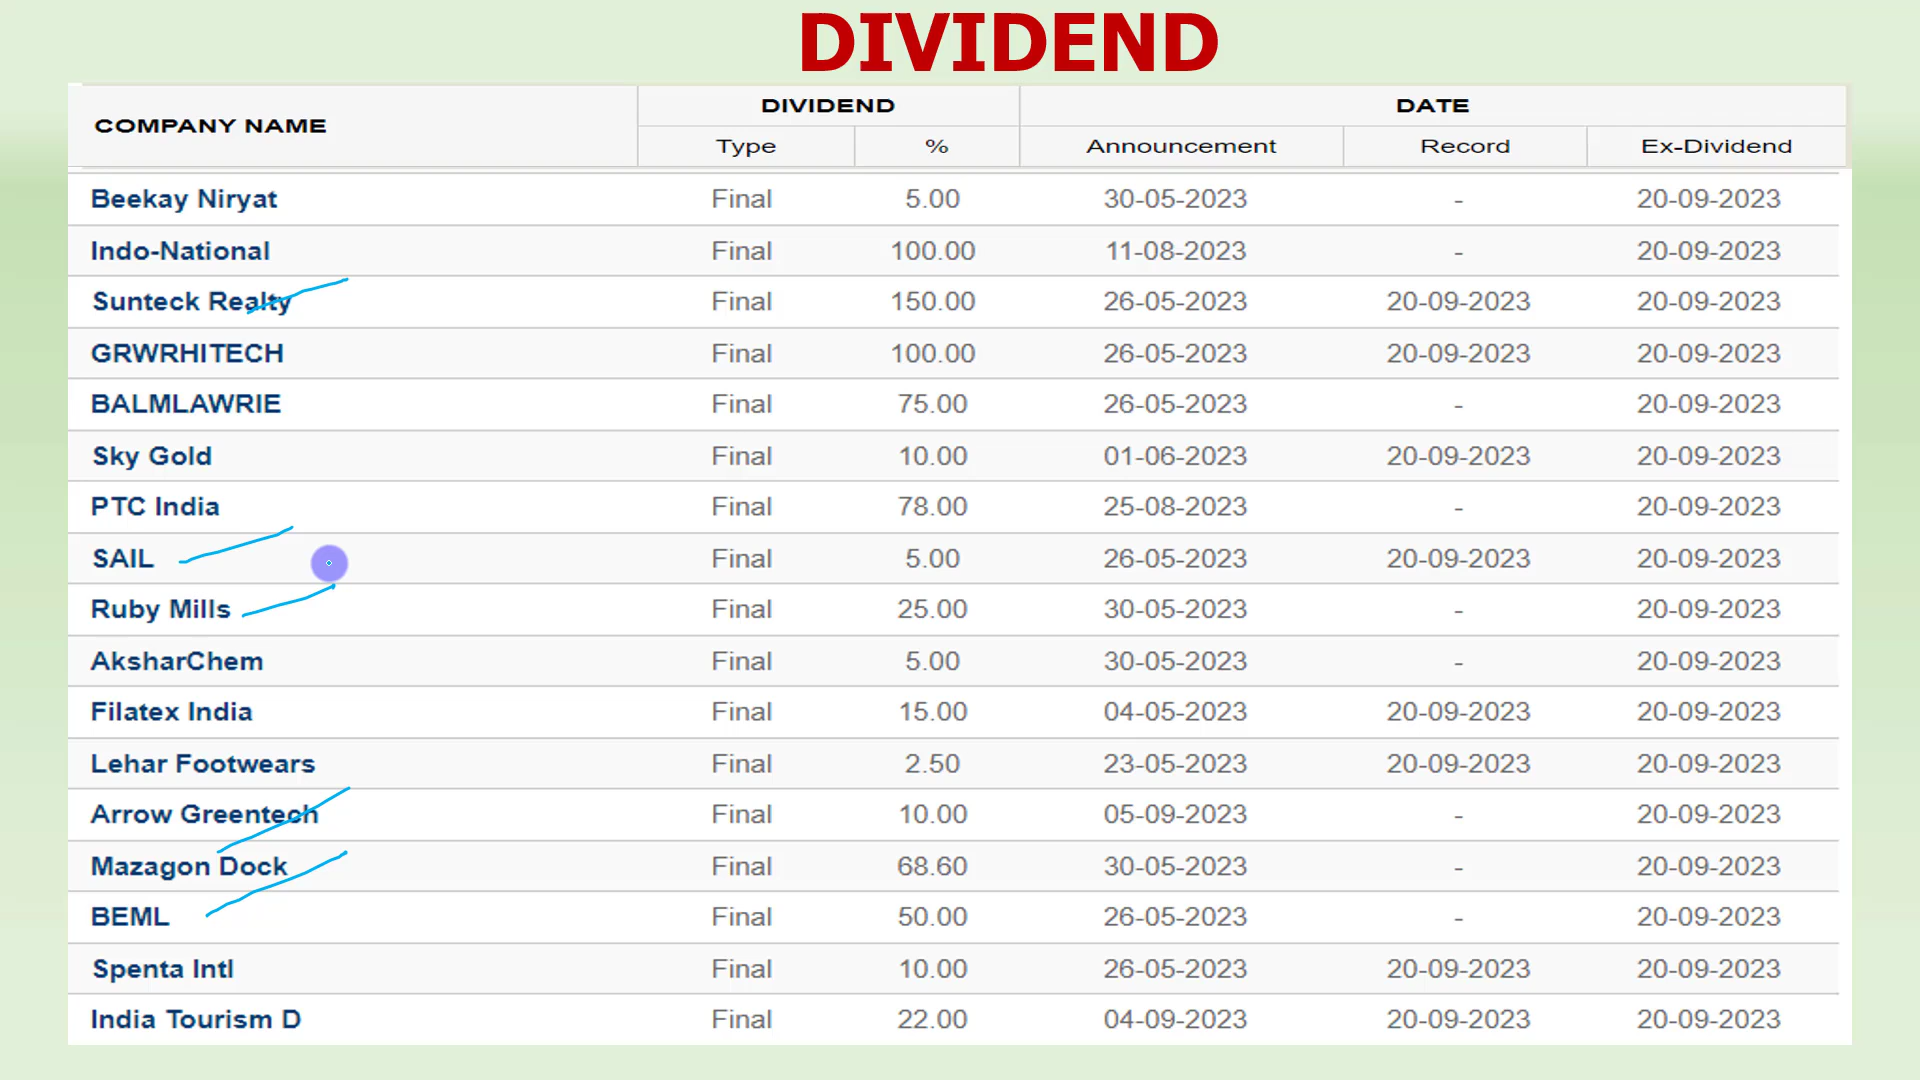 DIVIDEND
COMPANY NAME DIVIDEND DATE
Type % Announcement Record Ex-Dividend
Beekay Niryat Final 5.00 30-05-2023 - 20-09-2023
Indo-National Final 100.00 11-08-2023 - 20-09-2023
Sunteck Realty Final 150.00 26-05-2023 20-09-2023 20-09-2023
GRWRHITECH Final 100.00 26-05-2023 20-09-2023 20-09-2023
BALMLAWRIE Final 75.00 26-05-2023 - 20-09-2023
Sky Gold Final 10.00 01-06-2023 20-09-2023 20-09-2023
PTC India Final 78.00 25-08-2023 - 20-09-2023
SAIL Final 5.00 26-05-2023 20-09-2023 20-09-2023
Ruby Mills Final 25.00 30-05-2023 - 20-09-2023
AksharChem Final 5.00 30-05-2023 - 20-09-2023
Filatex India Final 15.00 04-05-2023 20-09-2023 20-09-2023
Lehar Footwears Final 2.50 23-05-2023 20-09-2023 20-09-2023
Arrow Greentech Final 10.00 05-09-2023 - 20-09-2023
Mazagon Dock Final 68.60 30-05-2023 - 20-09-2023
BEML Final 50.00 26-05-2023 - 20-09-2023
Spenta Intl Final 10.00 26-05-2023 20-09-2023 20-09-2023
India Tourism D Final 22.00 04-09-2023 20-09-2023 20-09-2023